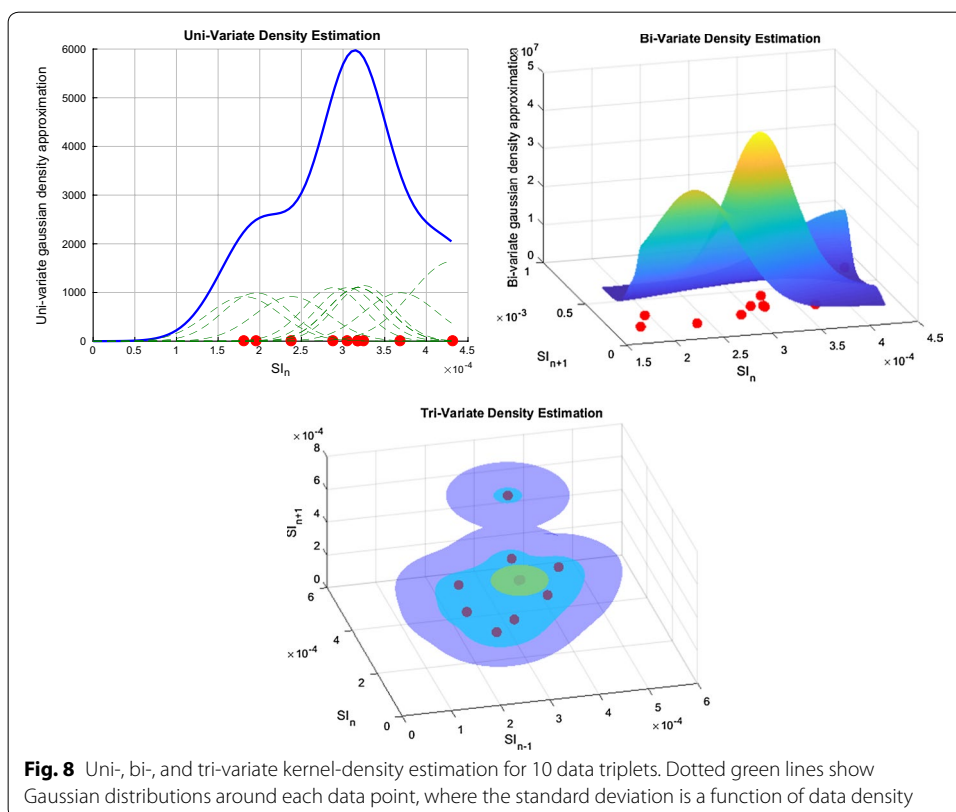 Uni-Variate Density Estimation
Uni-variate gaussian density approximation
6000
5000
4000
3000
2000
1000
0
0 0.5 1 1.5 2 2.5 3 3.5 4 4.5
SIn
×10-4
Bi-Variate Density Estimation
×107
Bi-variate gaussian density approximation
5
4
3
2
1
0
1
0.5
0
×10-3
SIn+1
1.5 2 2.5 3 3.5 4 4.5
SIn
×10-4
Tri-Variate Density Estimation
×10-4
SIn+1
8
6
4
2
0
6
4
2
0
×10-4
SIn
0 1 2 3 4 5 6
SIn-1
×10-4
Fig. 8 Uni-, bi-, and tri-variate kernel-density estimation for 10 data triplets. Dotted green lines show
Gaussian distributions around each data point, where the standard deviation is a function of data density